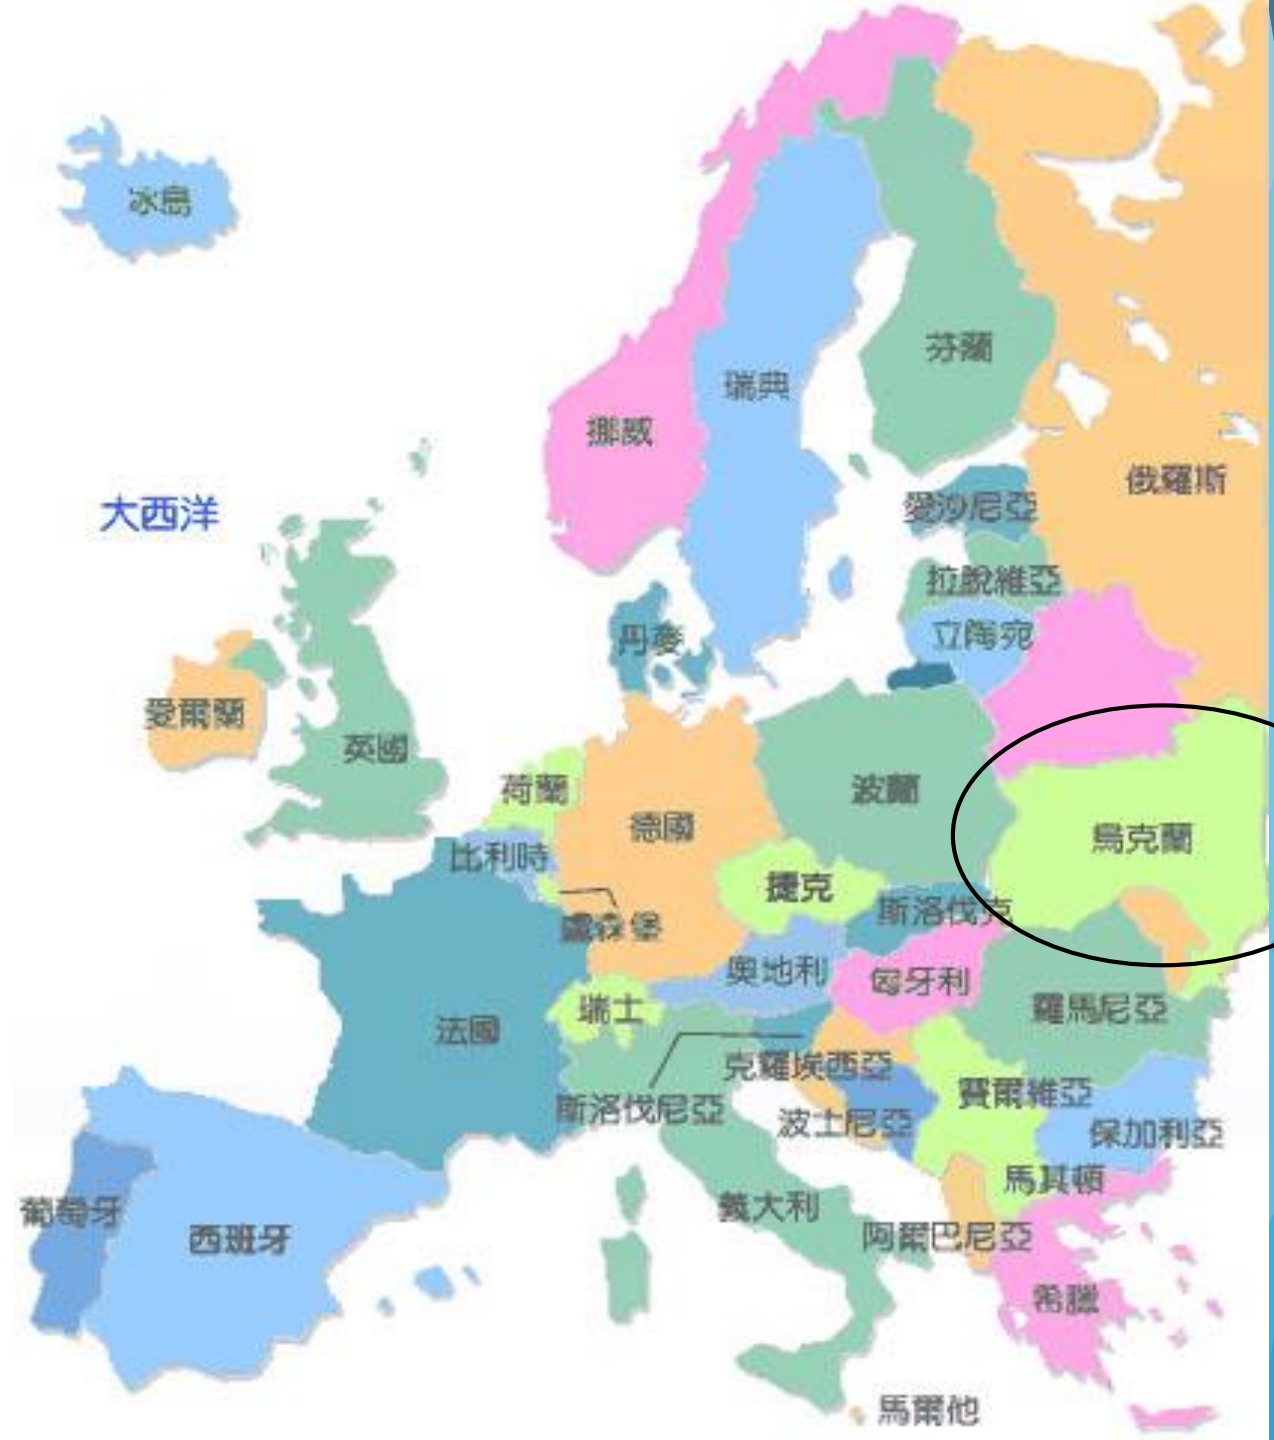 冰島
芬蘭
瑞典
挪威
俄羅斯
大西洋
愛沙尼亞
拉脫維亞
立陶宛
丹麥
愛爾蘭
英國
荷蘭
波蘭
德國
烏克蘭
比利時
捷克
斯洛伐克
盧森堡
奧地利
匈牙利
瑞士
羅馬尼亞
法國
克羅埃西亞
賽爾維亞
斯洛伐尼亞
波士尼亞
保加利亞
馬其頓
葡萄牙
義大利
西班牙
阿爾巴尼亞
希臘
馬爾他